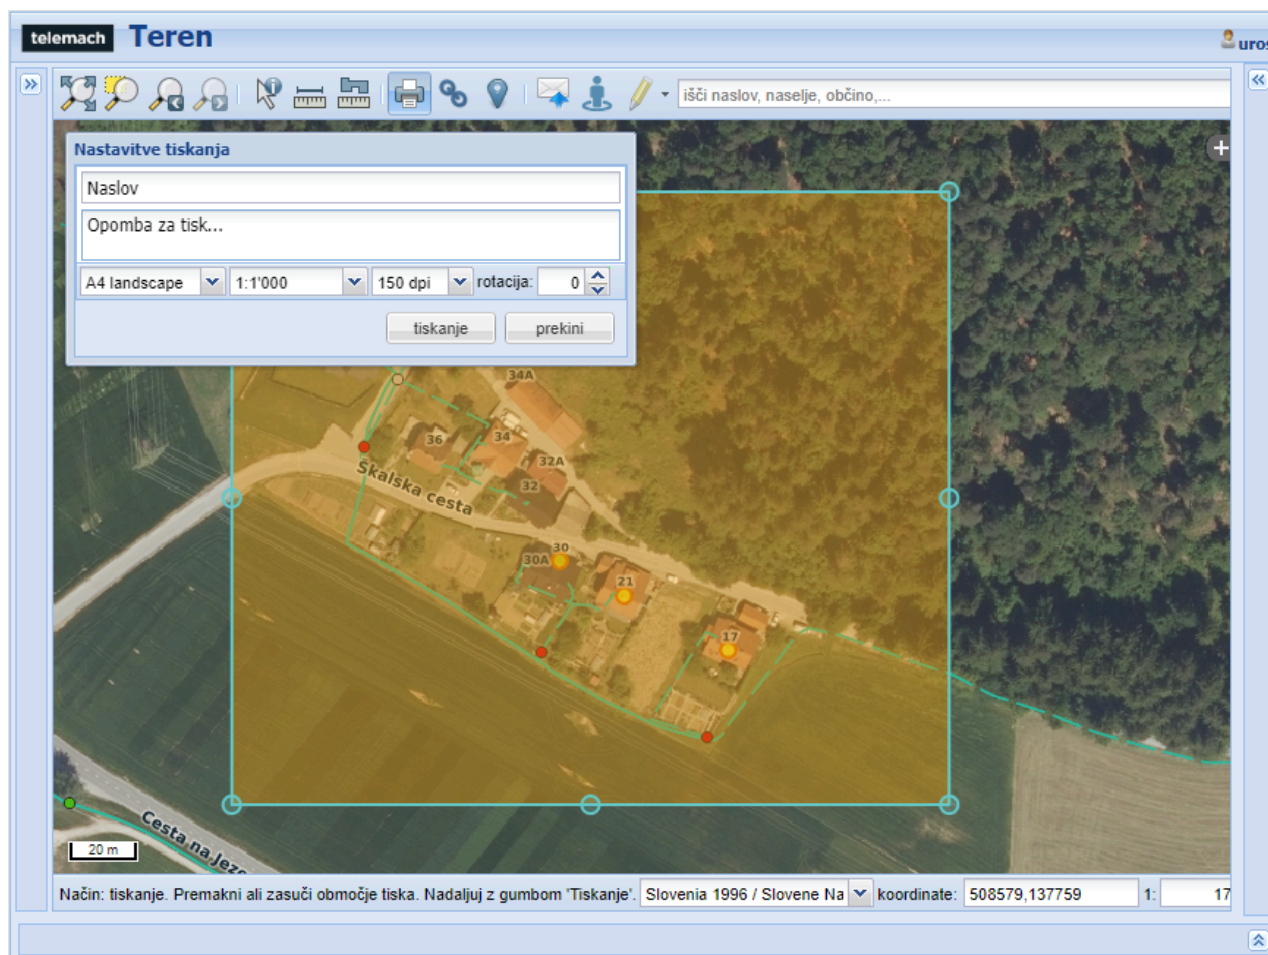 telemach Teren
uros
išči naslov, naselje, občino,...
Nastavitve tiskanja
Naslov
Opomba za tisk...
A4 landscape 1:1'000 150 dpi rotacija: 0
tiskanje prekini
34A
36
34
32A
32
Škalska cesta
30
30A
21
17
Cesta na Jeze
20 m
Način: tiskanje. Premakni ali zasuči območje tiska. Nadaljuj z gumbom 'Tiskanje'. Slovenia 1996 / Slovene Na koordinate: 508579,137759 1: 17